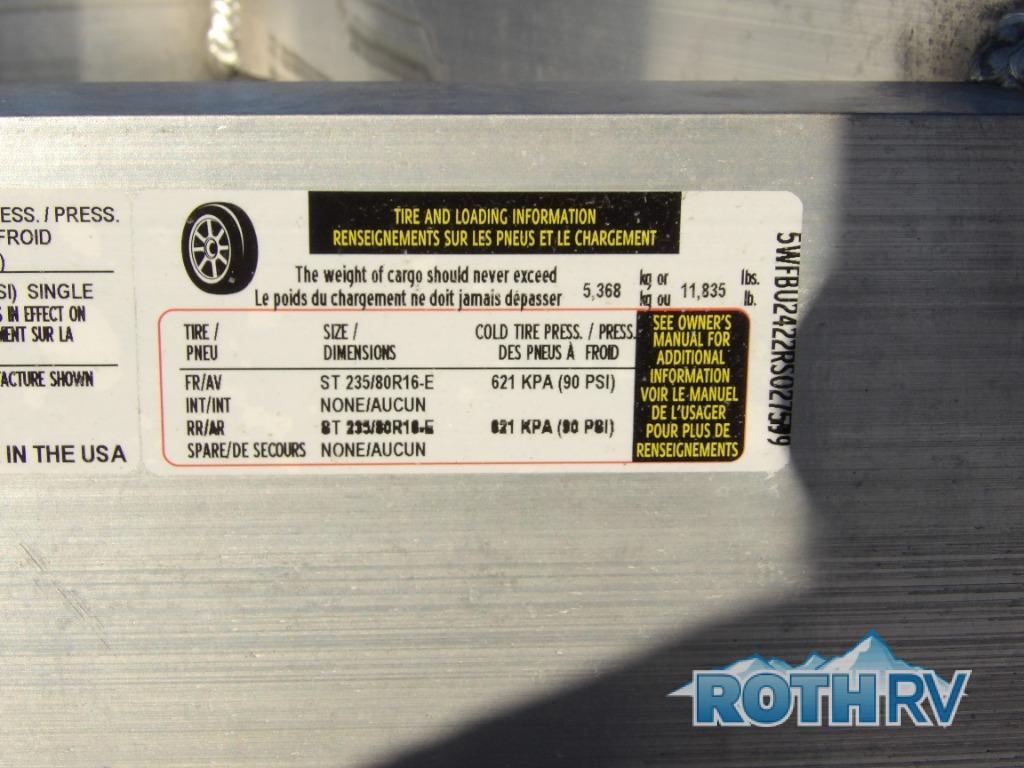 ESS. / PRESS.
FROID
)
SI) SINGLE
S IN EFFECT ON
MENT SUR LA
FACTURE SHOWN
IN THE USA
TIRE AND LOADING INFORMATION
RENSEIGNEMENTS SUR LES PNEUS ET LE CHARGEMENT
The weight of cargo should never exceed kg or lbs.
Le poids du chargement ne doit jamais dépasser 5,368 kg ou 11,835 lb.
TIRE / SIZE / COLD TIRE PRESS. / PRESS.
PNEU DIMENSIONS DES PNEUS À FROID
FR/AV ST 235/80R16-E 621 KPA (90 PSI)
INT/INT NONE/AUCUN
RR/AR ST 235/80R16-E 621 KPA (90 PSI)
SPARE/DE SECOURS NONE/AUCUN
SEE OWNER'S
MANUAL FOR
ADDITIONAL
INFORMATION
VOIR LE MANUEL
DE L'USAGER
POUR PLUS DE
RENSEIGNEMENTS
ROTH RV